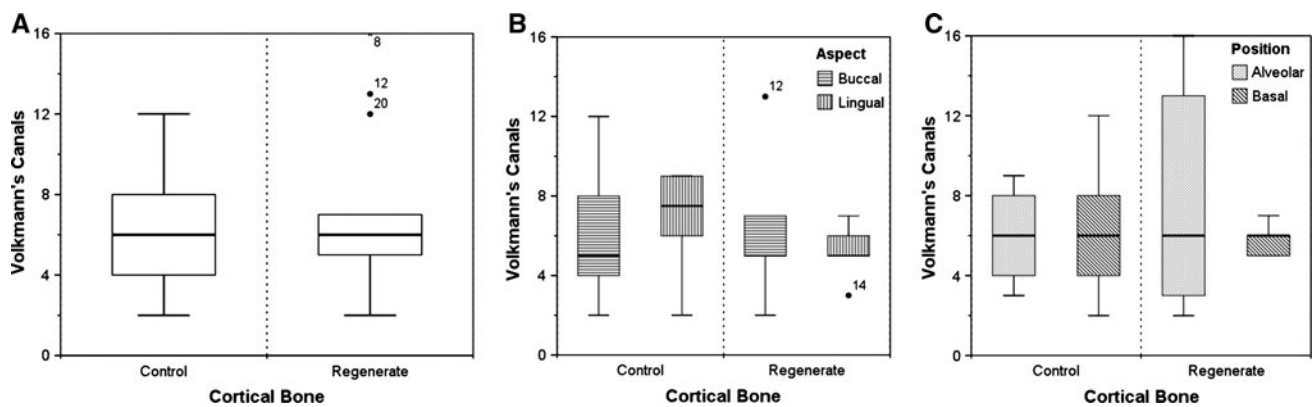 A
Volkmann's Canals
16
12
8
4
0
8
12
20
Control
Regenerate
Cortical Bone
B
Volkmann's Canals
16
12
8
4
0
Aspect
Buccal
Lingual
12
14
Control
Regenerate
Cortical Bone
C
Volkmann's Canals
16
12
8
4
0
Position
Alveolar
Basal
Control
Regenerate
Cortical Bone